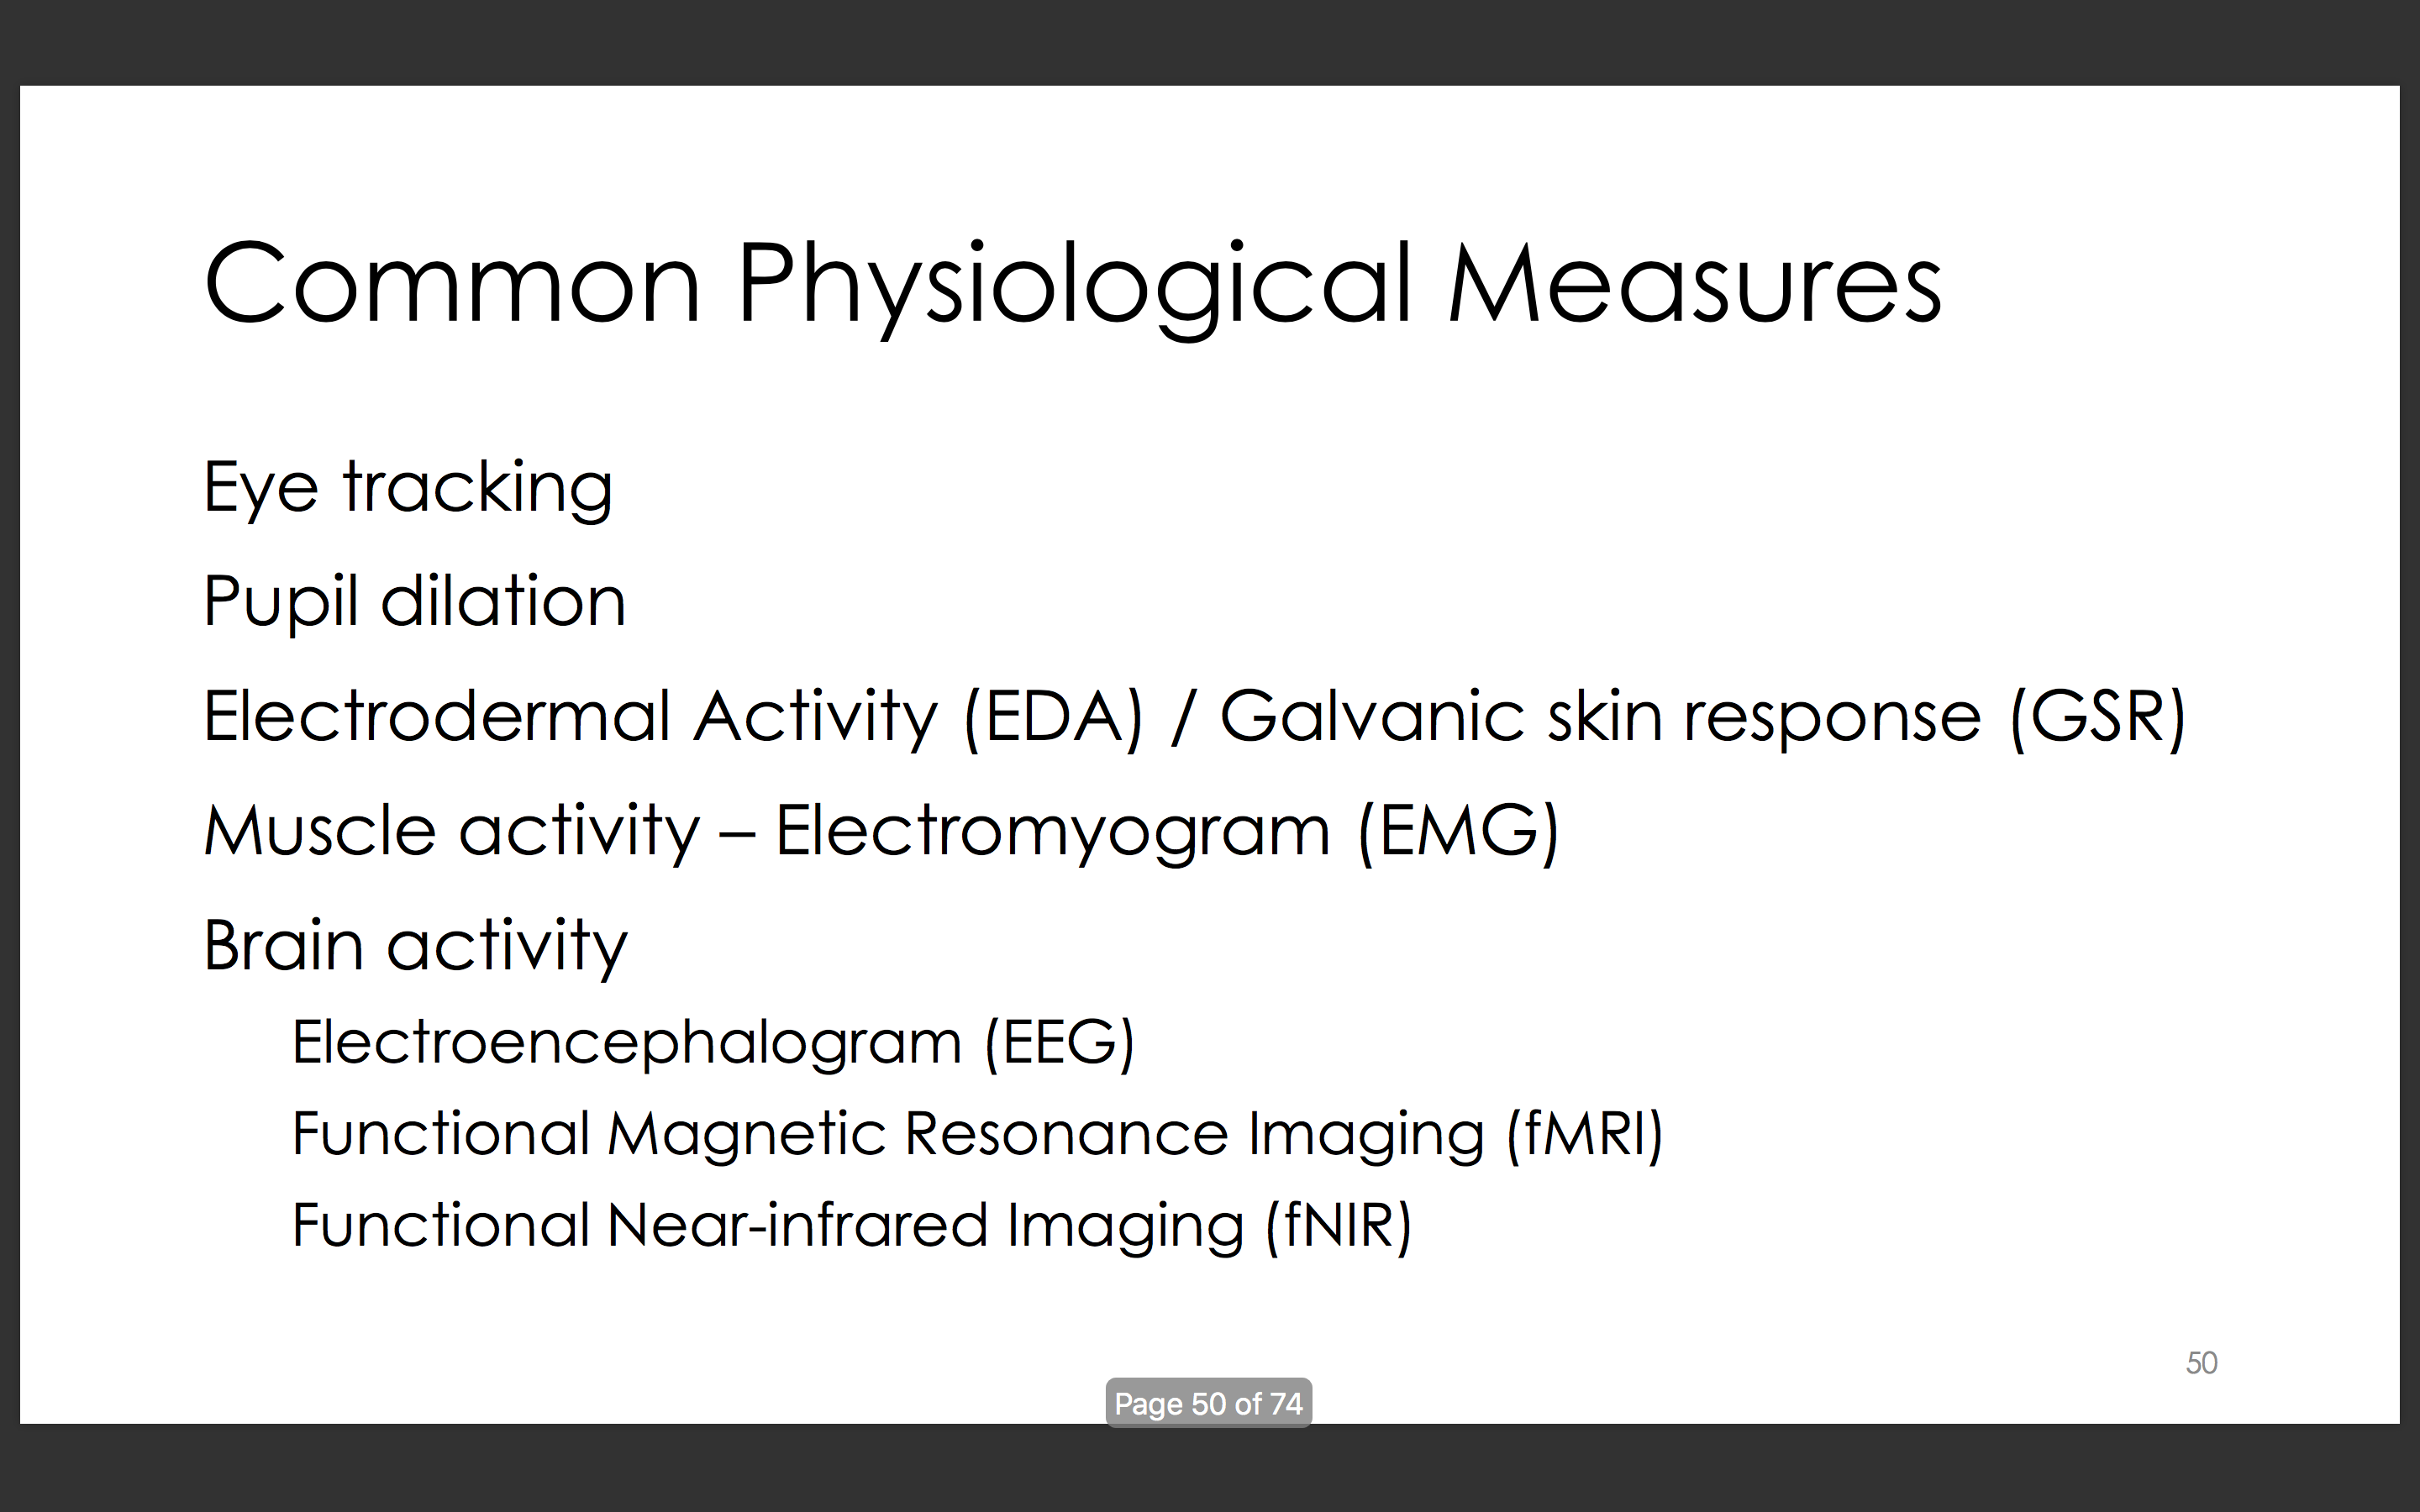 Common Physiological Measures
Eye tracking
Pupil dilation
Electrodermal Activity (EDA) / Galvanic skin response (GSR)
Muscle activity – Electromyogram (EMG)
Brain activity
Electroencephalogram (EEG)
Functional Magnetic Resonance Imaging (fMRI)
Functional Near-infrared Imaging (fNIR)
50
Page 50 of 74